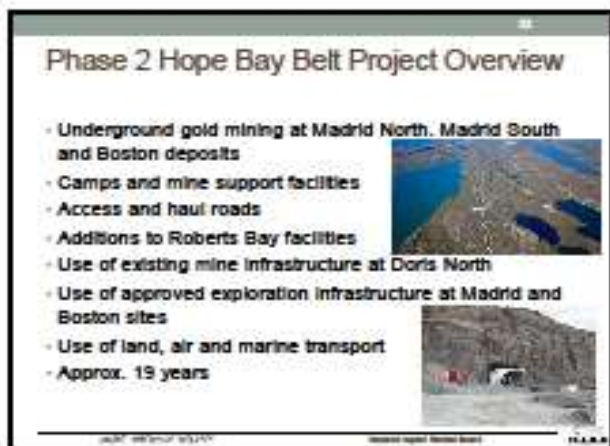 Phase 2 Hope Bay Belt Project Overview
· Underground gold mining at Madrid North, Madrid South
and Boston deposits
· Camps and mine support facilities
· Access and haul roads
· Additions to Roberts Bay facilities
· Use of existing mine infrastructure at Doris North
· Use of approved exploration infrastructure at Madrid and
Boston sites
· Use of land, air and marine transport
· Approx. 19 years